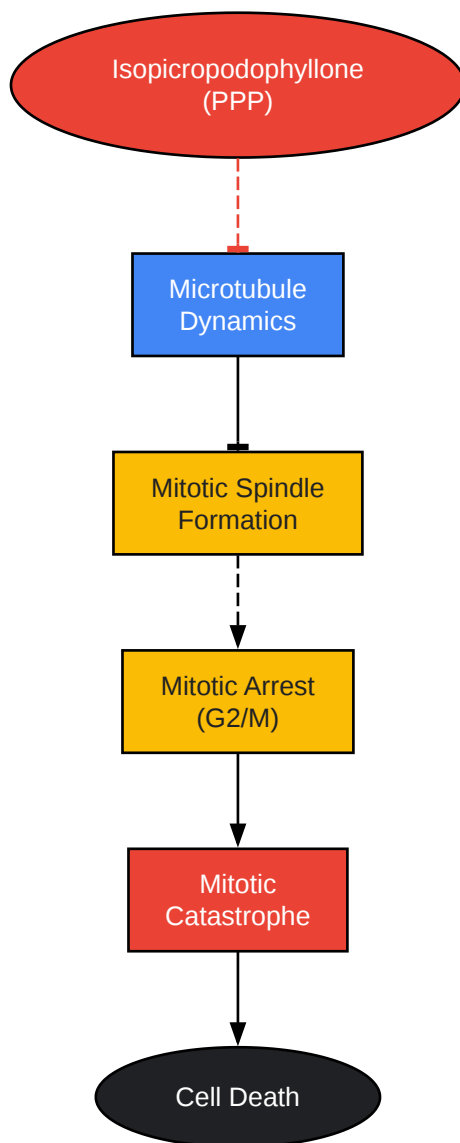 Isopicropodophyllone
(PPP)
Microtubule
Dynamics
Mitotic Spindle
Formation
Mitotic Arrest
(G2/M)
Mitotic
Catastrophe
Cell Death